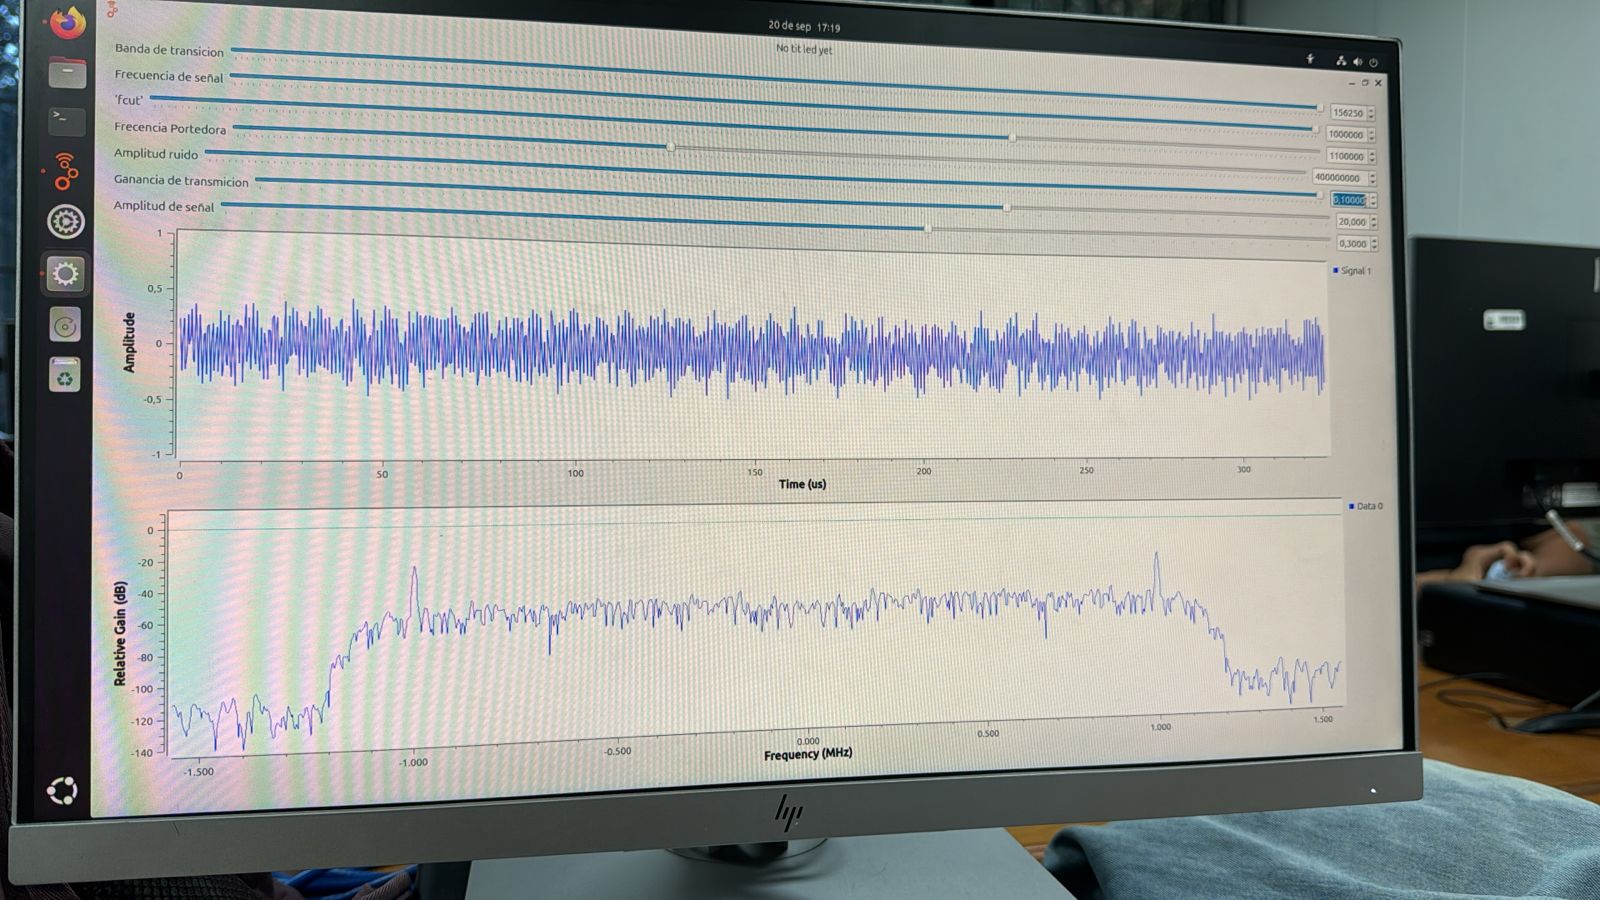 20 de sep 17:19
No titled yet
Banda de transicion 156250
Frecuencia de señal 1000000
'fcut' 1100000
Frecencia Portedora 400000000
Amplitud ruido 0,10000
Ganancia de transmicion 20,000
Amplitud de señal 0,3000
Signal 1
Amplitude
1
0,5
0
-0,5
-1
0 50 100 150 200 250 300
Time (us)
Data 0
Relative Gain (dB)
0
-20
-40
-60
-80
-100
-120
-140
-1.500 -1.000 -0.500 0.000 0.500 1.000 1.500
Frequency (MHz)
hp